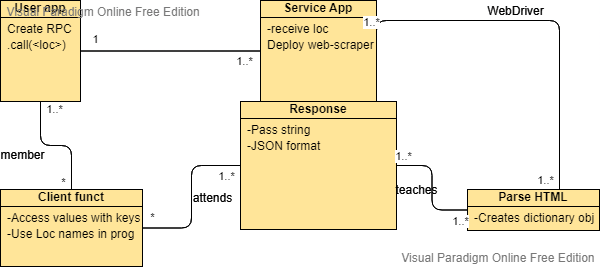 Visual Paradigm Online Free Edition
User app
Create RPC
.call(<loc>)
1
1..*
Service App
-receive loc
Deploy web-scraper
1..*
WebDriver
1..*
Response
-Pass string
-JSON format
1..*
member
*
Client funct
-Access values with keys
-Use Loc names in prog
*
attends
1..*
1..*
teaches
1..*
Parse HTML
-Creates dictionary obj
Visual Paradigm Online Free Edition